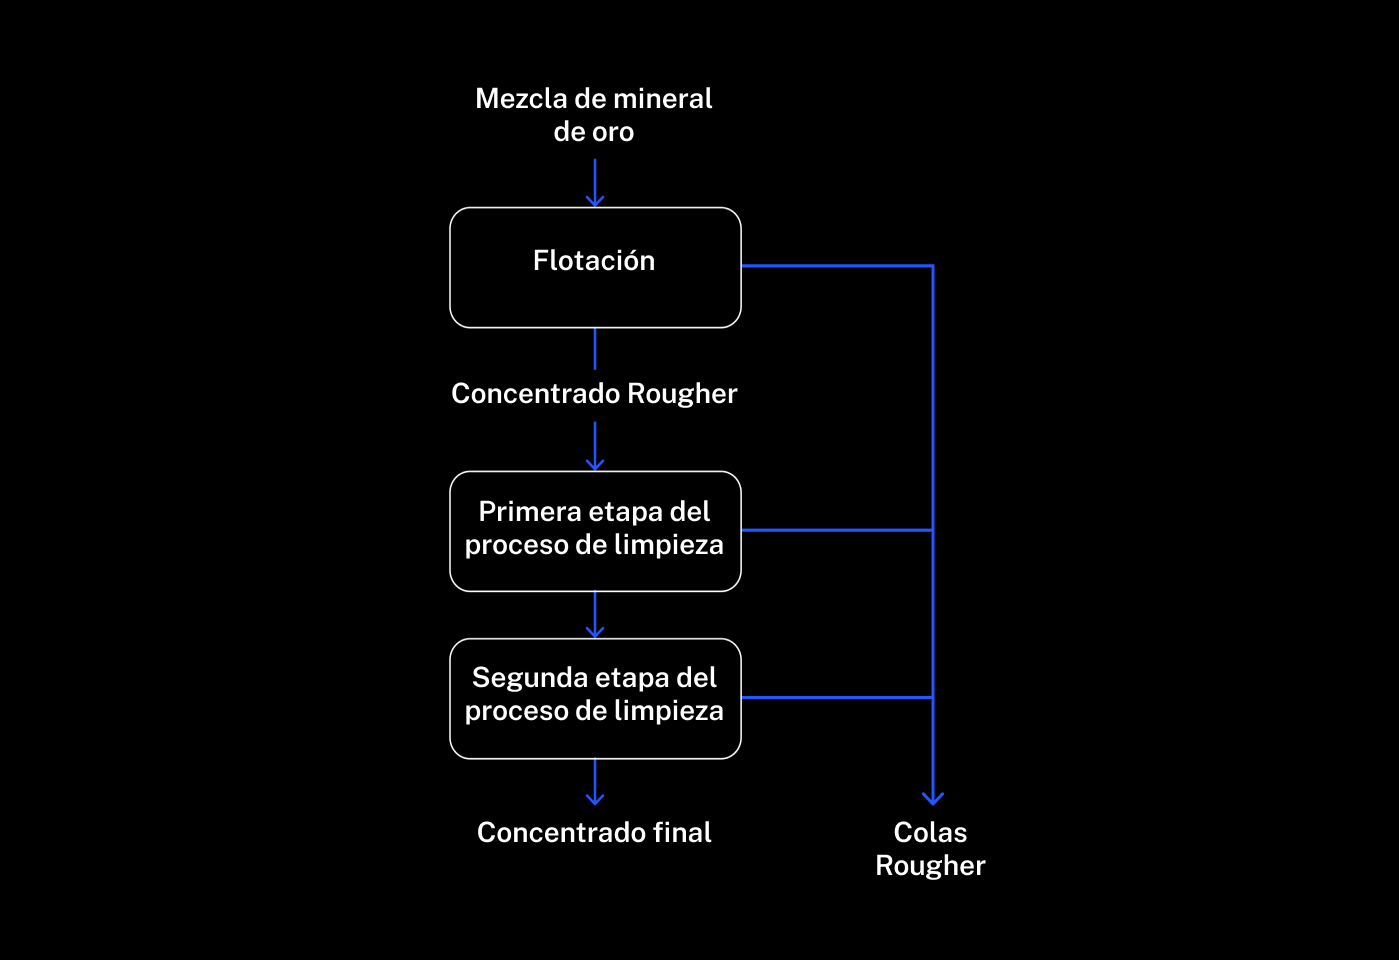 Mezcla de mineral
de oro
Flotación
Concentrado Rougher
Primera etapa del
proceso de limpieza
Segunda etapa del
proceso de limpieza
Concentrado final
Colas
Rougher